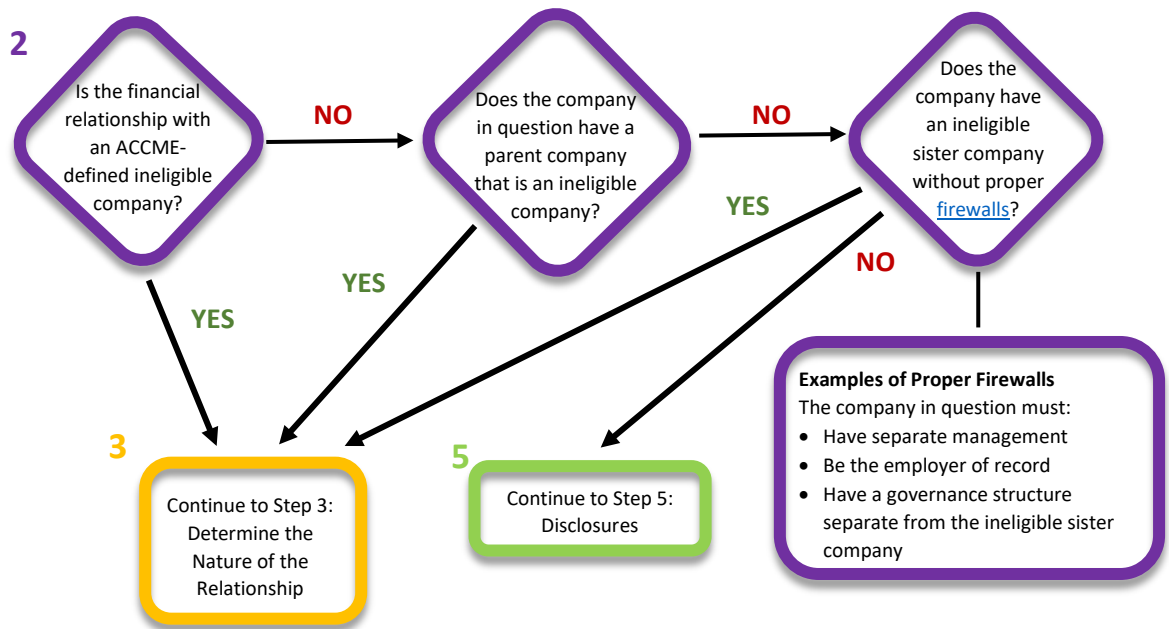 2
Is the financial
relationship with
an ACCME-
defined ineligible
company?
NO
Does the company
in question have a
parent company
that is an ineligible
company?
NO
Does the
company have
an ineligible
sister company
without proper
firewalls?
YES
YES
YES
NO
3
Continue to Step 3:
Determine the
Nature of the
Relationship
5
Continue to Step 5:
Disclosures
Examples of Proper Firewalls
The company in question must:
• Have separate management
• Be the employer of record
• Have a governance structure
separate from the ineligible sister
company